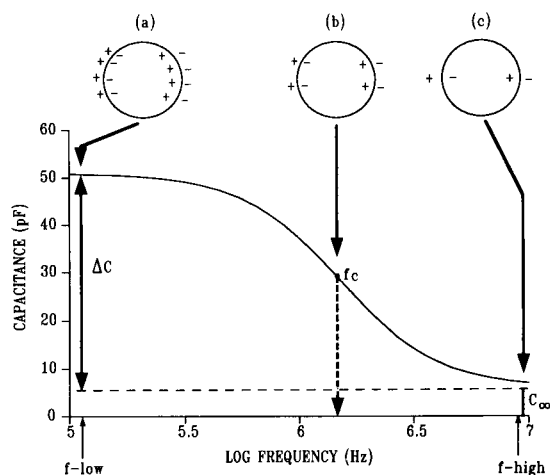 (a) (b) (c)
+ - + - + - + - - + - + - + - +
+ - + - - + - +
+ - + -
60
50
40
30
20
10
0
CAPACITANCE (pF)
ΔC
fc
C∞
5 5.5 6 6.5 7
LOG FREQUENCY (Hz)
f-low f-high